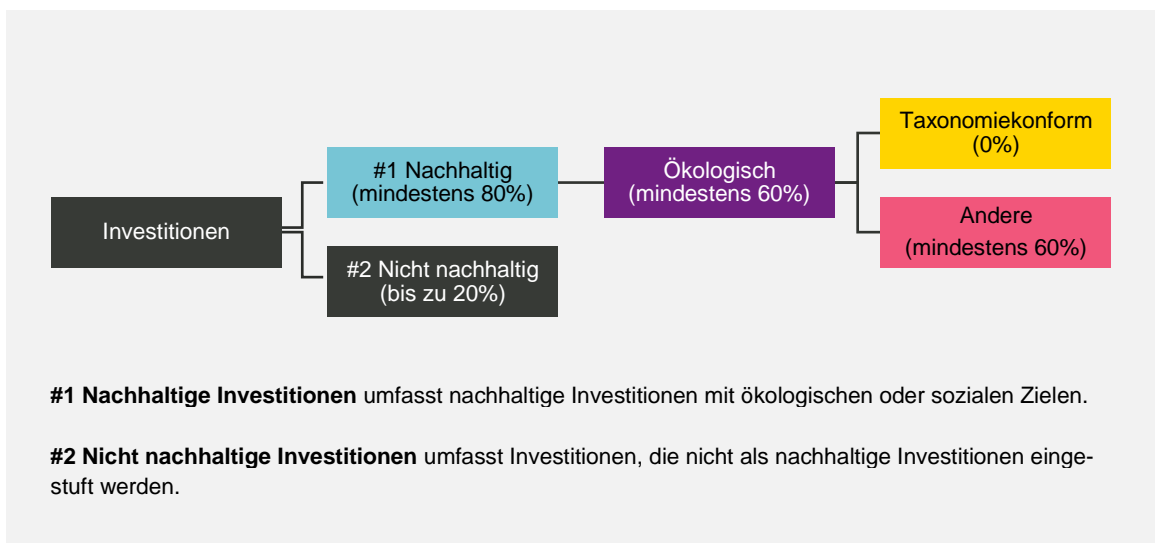 Taxonomiekonform
(0%)
#1 Nachhaltig
(mindestens 80%)
Ökologisch
(mindestens 60%)
Investitionen
Andere
(mindestens 60%)
#2 Nicht nachhaltig
(bis zu 20%)
#1 Nachhaltige Investitionen umfasst nachhaltige Investitionen mit ökologischen oder sozialen Zielen.
#2 Nicht nachhaltige Investitionen umfasst Investitionen, die nicht als nachhaltige Investitionen einge-
stuft werden.